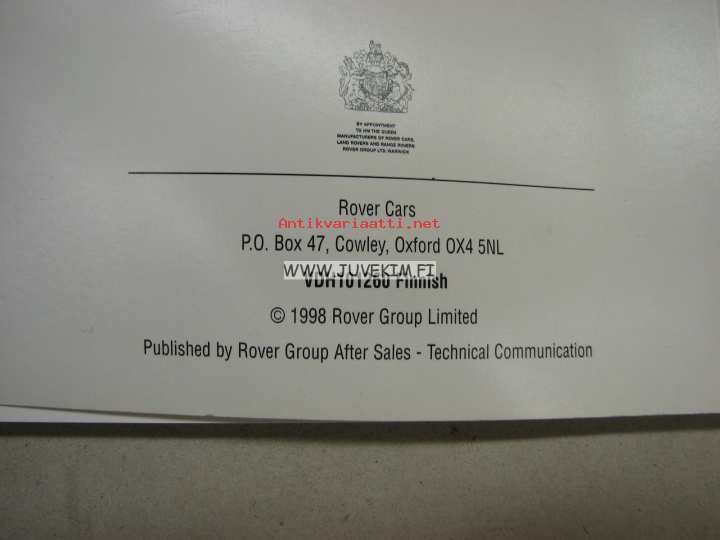 BY APPOINTMENT
TO HM THE QUEEN
MANUFACTURERS OF ROVER CARS,
LAND ROVERS AND RANGE ROVERS
ROVER GROUP LTD. WARWICK
Rover Cars
Antikvariaatti.net
P.O. Box 47, Cowley, Oxford OX4 5NL
WWW.JUVEKIM.FI
VDH101260 Finnish
© 1998 Rover Group Limited
Published by Rover Group After Sales - Technical Communication